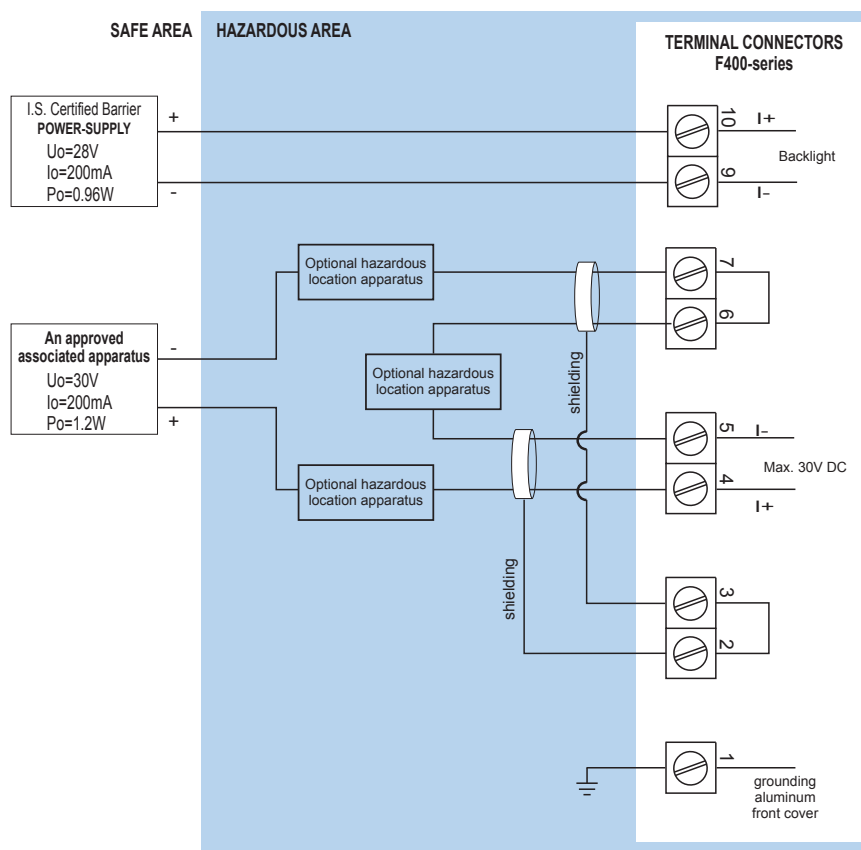 SAFE AREA
HAZARDOUS AREA
TERMINAL CONNECTORS
F400-series
I.S. Certified Barrier
POWER-SUPPLY
Uo=28V
Io=200mA
Po=0.96W
+
-
10
I+
Backlight
9
I-
Optional hazardous
location apparatus
7
6
An approved
associated apparatus
Uo=30V
Io=200mA
Po=1.2W
-
+
Optional hazardous
location apparatus
shielding
5
I-
Max. 30V DC
4
I+
Optional hazardous
location apparatus
shielding
3
2
1
grounding
aluminum
front cover